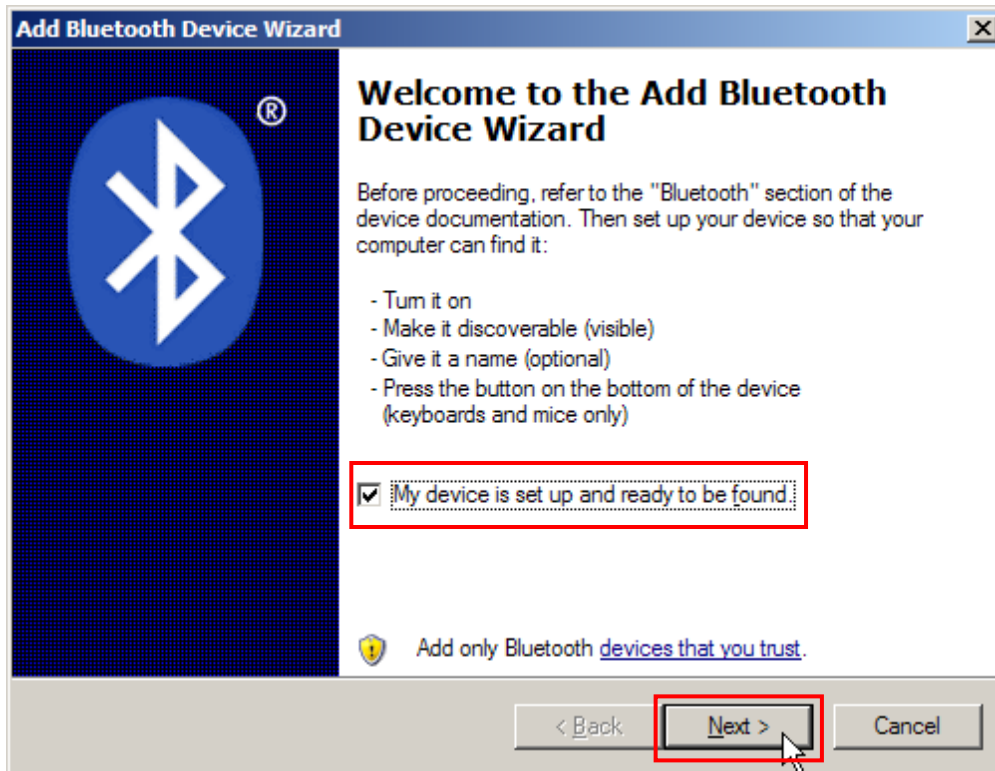 Add Bluetooth Device Wizard
®
Welcome to the Add Bluetooth
Device Wizard
Before proceeding, refer to the "Bluetooth" section of the
device documentation. Then set up your device so that your
computer can find it:
- Turn it on
- Make it discoverable (visible)
- Give it a name (optional)
- Press the button on the bottom of the device
(keyboards and mice only)
My device is set up and ready to be found.
Add only Bluetooth devices that you trust.
< Back
Next >
Cancel